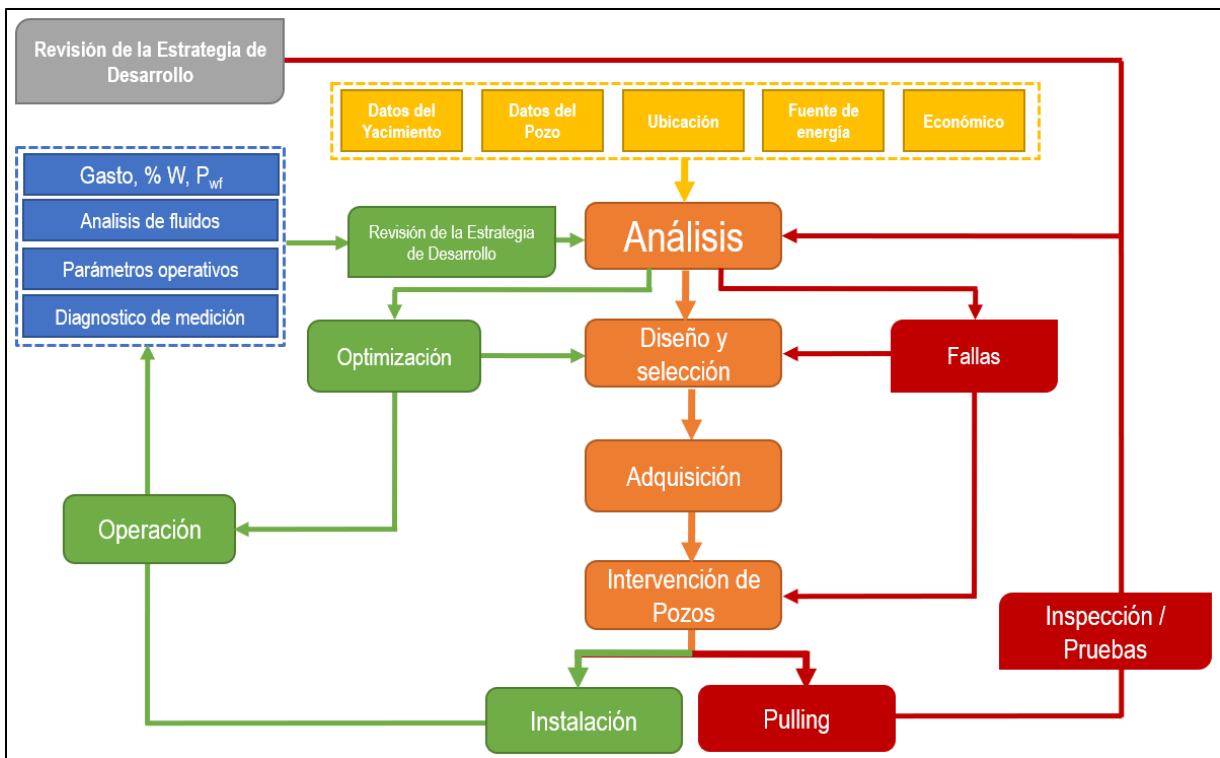 Revisión de la Estrategia de
Desarrollo
Datos del
Yacimiento
Datos del
Pozo
Ubicación
Fuente de
energía
Económico
Gasto, % W, Pwf
Analisis de fluidos
Parámetros operativos
Diagnostico de medición
Revisión de la Estrategia
de Desarrollo
Análisis
Optimización
Diseño y
selección
Fallas
Adquisición
Operación
Intervención de
Pozos
Inspección /
Pruebas
Instalación
Pulling